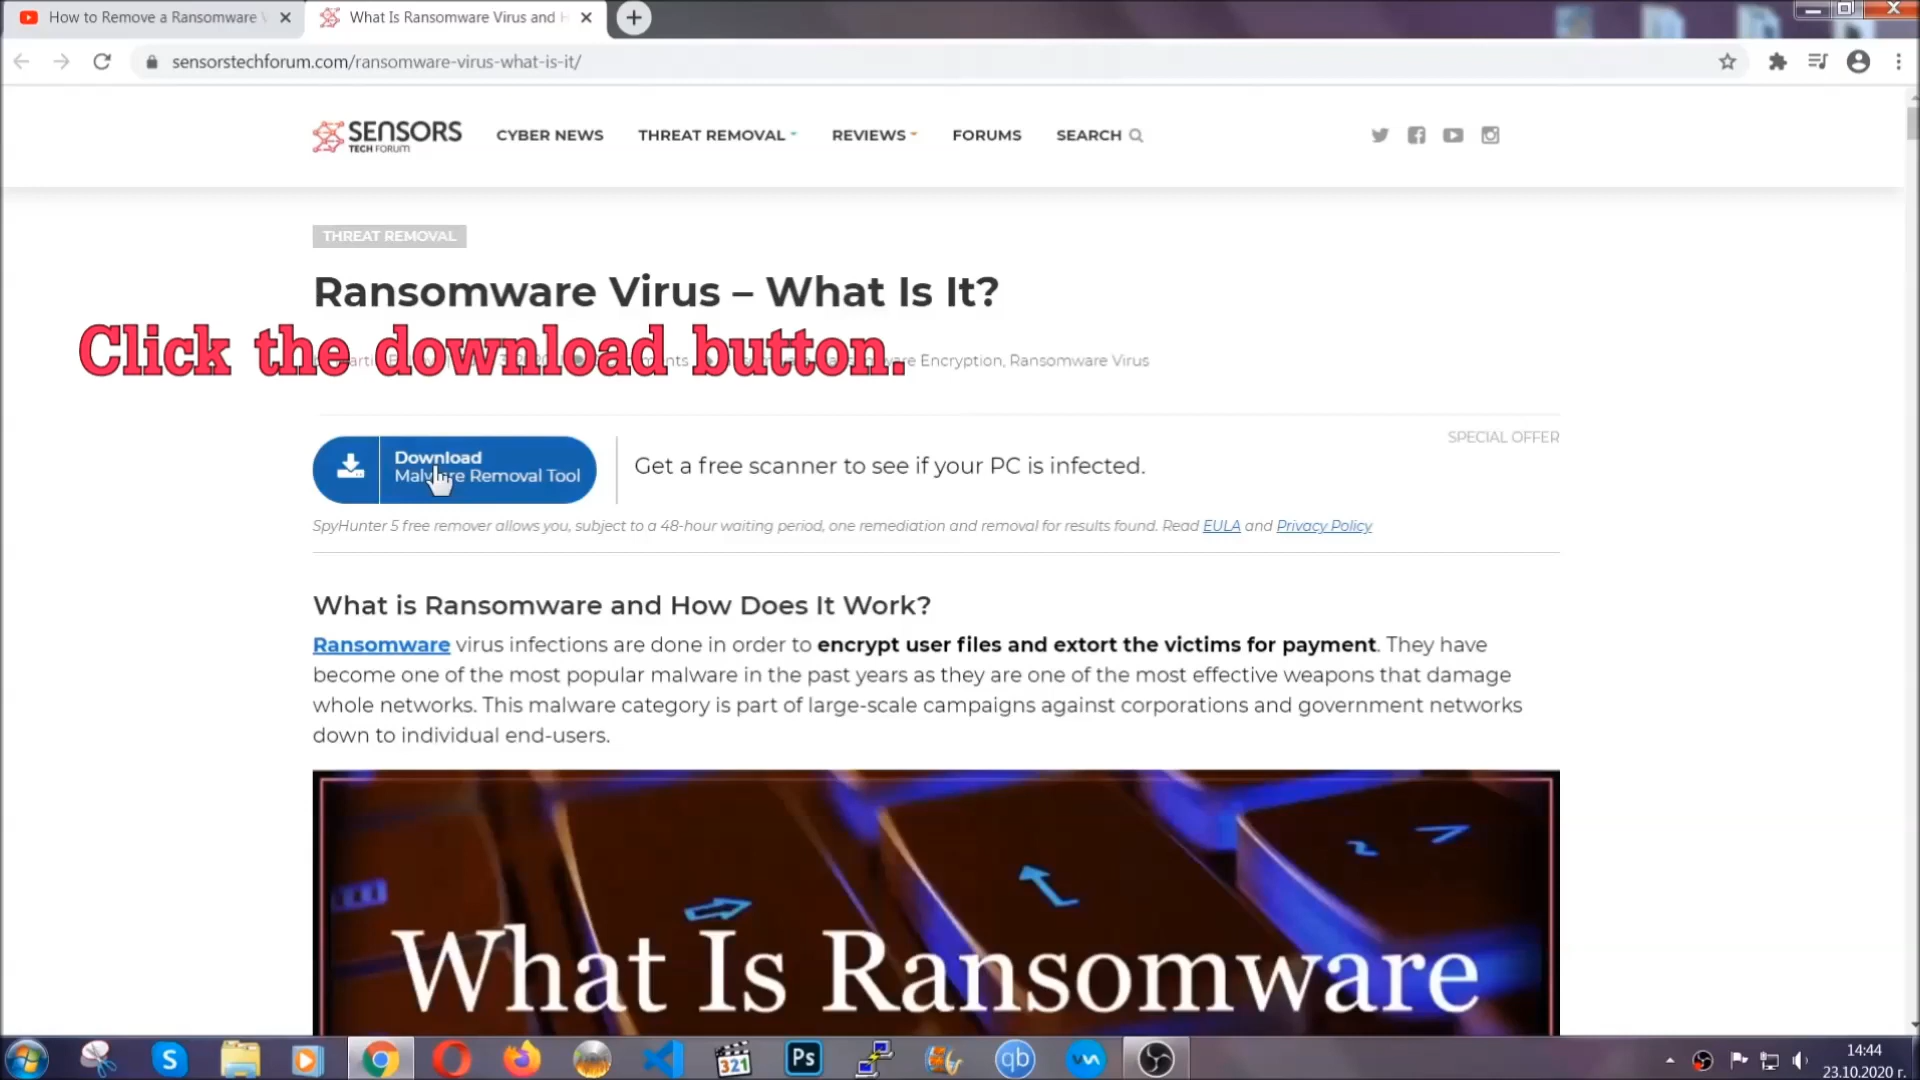 How to Remove a Ransomware
What Is Ransomware Virus and
sensorstechforum.com/ransomware-virus-what-is-it/
SENSORS
TECH FORUM
CYBER NEWS
THREAT REMOVAL
REVIEWS
FORUMS
SEARCH
THREAT REMOVAL
Ransomware Virus – What Is It?
Click the download button.
Encryption, Ransomware Virus
SPECIAL OFFER
Download
Malware Removal Tool
Get a free scanner to see if your PC is infected.
SpyHunter 5 free remover allows you, subject to a 48-hour waiting period, one remediation and removal for results found. Read EULA and Privacy Policy
What is Ransomware and How Does It Work?
Ransomware virus infections are done in order to encrypt user files and extort the victims for payment. They have
become one of the most popular malware in the past years as they are one of the most effective weapons that damage
whole networks. This malware category is part of large-scale campaigns against corporations and government networks
down to individual end-users.
What Is Ransomware
S
321
Ps
qb
14:44
23.10.2020 г.